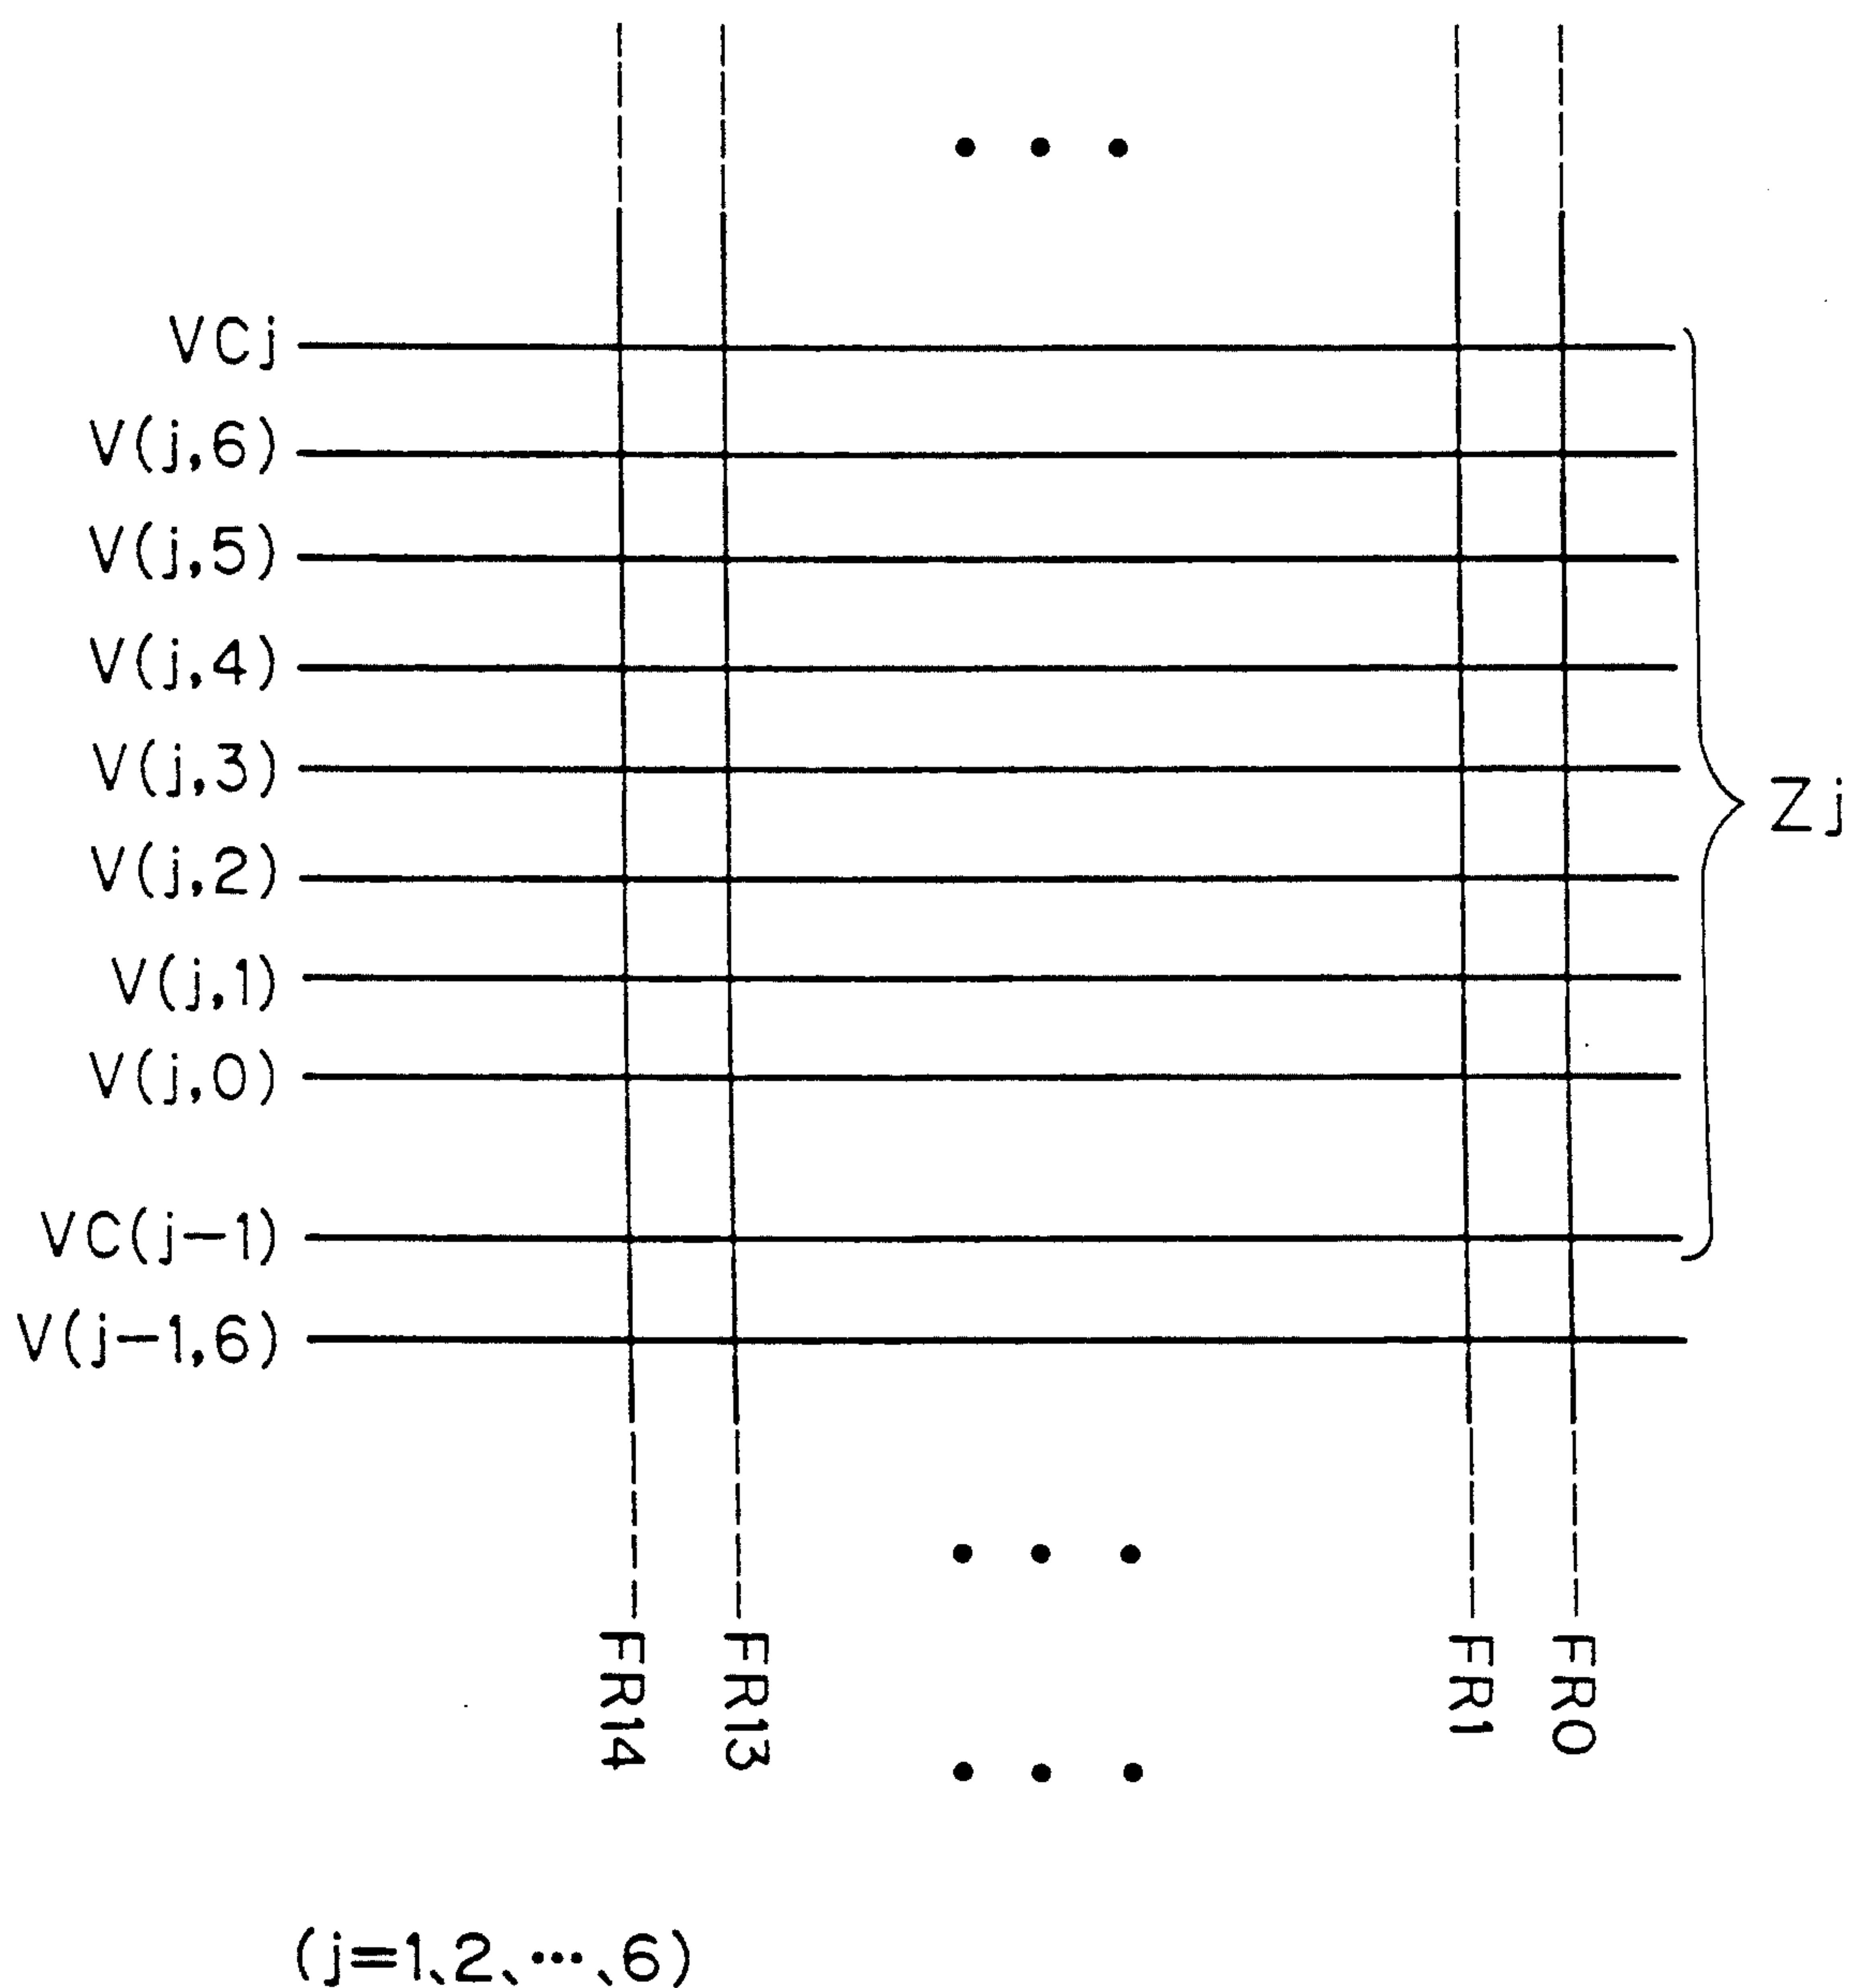 VCj
V(j,6)
V(j,5)
V(j,4)
V(j,3)
Zj
V(j,2)
V(j,1)
V(j,0)
VC(j-1)
V(j-1,6)
FR14
FR13
FR1
FR0
(j=1、2、…、6)